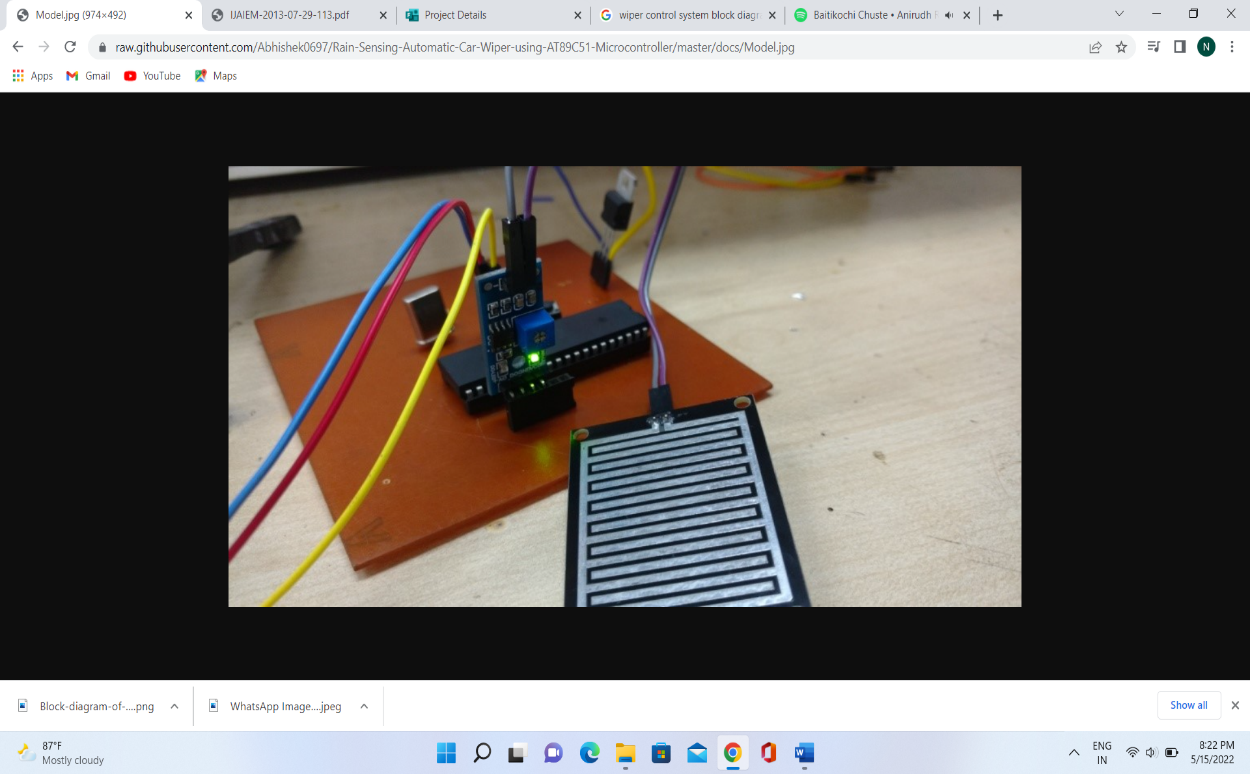 Model.jpg (974×492)
IJAIEM-2013-07-29-113.pdf
Project Details
wiper control system block diagr
Baitikochi Chuste • Anirudh
raw.githubusercontent.com/Abhishek0697/Rain-Sensing-Automatic-Car-Wiper-using-AT89C51-Microcontroller/master/docs/Model.jpg
N
Apps
Gmail
YouTube
Maps
Block-diagram-of-....png
WhatsApp Image....jpeg
Show all
87°F
Mostly cloudy
ENG
IN
8:22 PM
5/15/2022